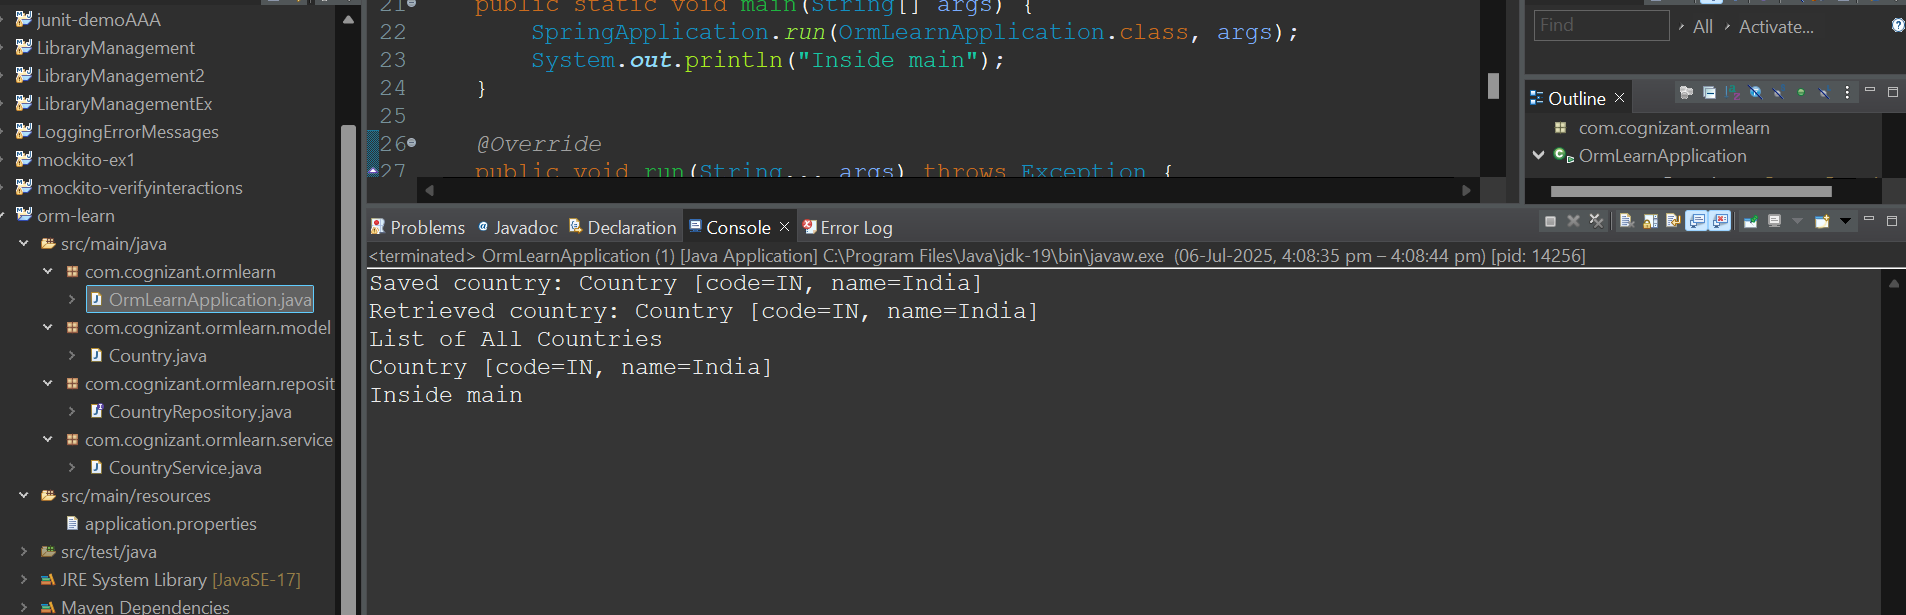 junit-demoAAA
LibraryManagement
LibraryManagement2
LibraryManagementEx
LoggingErrorMessages
mockito-ex1
mockito-verifyinteractions
orm-learn
src/main/java
com.cognizant.ormlearn
OrmLearnApplication.java
com.cognizant.ormlearn.model
Country.java
com.cognizant.ormlearn.reposit
CountryRepository.java
com.cognizant.ormlearn.service
CountryService.java
src/main/resources
application.properties
src/test/java
JRE System Library [JavaSE-17]
Maven Dependencies
21 public static void main(String[] args) {
22 SpringApplication.run(OrmLearnApplication.class, args);
23 System.out.println("Inside main");
24 }
25
26 @Override
27 public void run(String... args) throws Exception {
Find All Activate...
Outline
com.cognizant.ormlearn
OrmLearnApplication
Problems Javadoc Declaration Console Error Log
<terminated> OrmLearnApplication (1) [Java Application] C:\Program Files\Java\jdk-19\bin\javaw.exe (06-Jul-2025, 4:08:35 pm – 4:08:44 pm) [pid: 14256]
Saved country: Country [code=IN, name=India]
Retrieved country: Country [code=IN, name=India]
List of All Countries
Country [code=IN, name=India]
Inside main